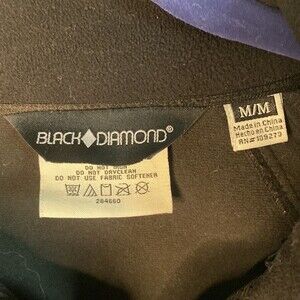 BLACK♦DIAMOND®
M/M
Made in China
Hecho en China
RN#109279
DO NOT IRON
DO NOT DRYCLEAN
DO NOT USE FABRIC SOFTENER
284660